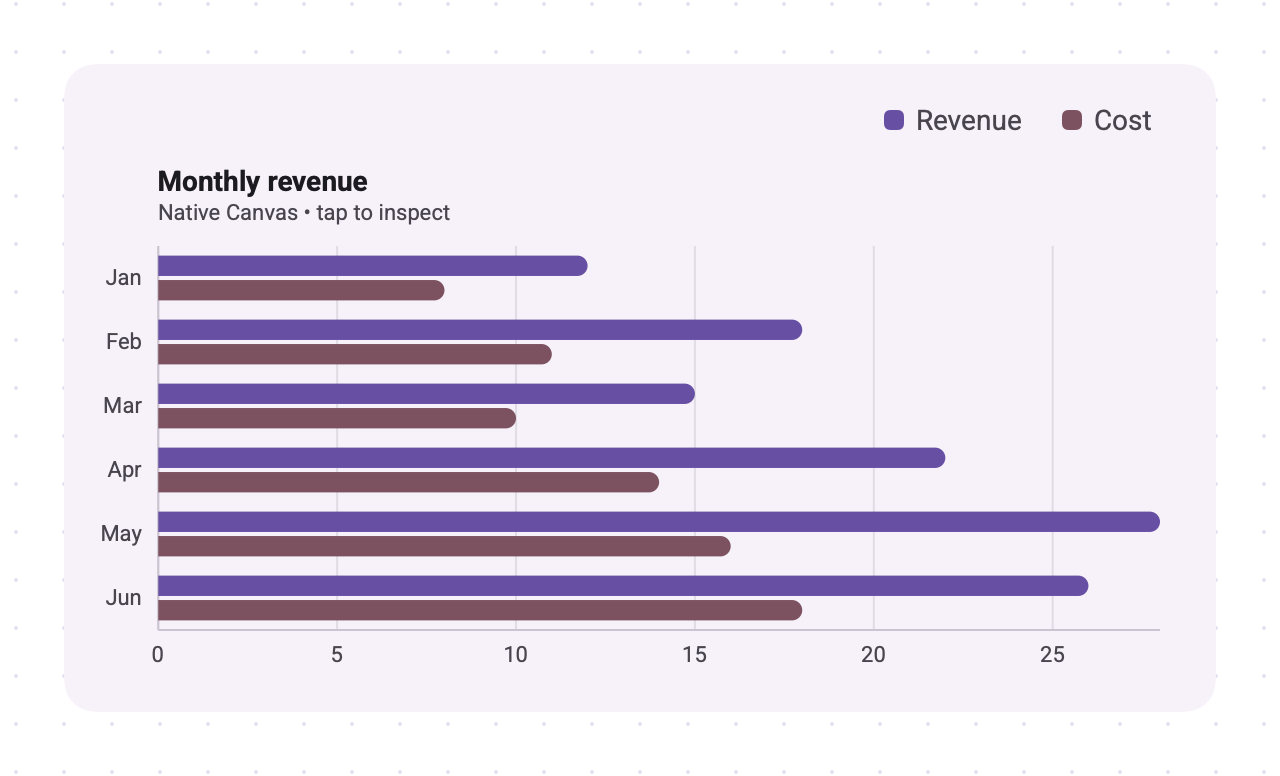 Revenue Cost
Monthly revenue
Native Canvas • tap to inspect
Jan
Feb
Mar
Apr
May
Jun
0 5 10 15 20 25